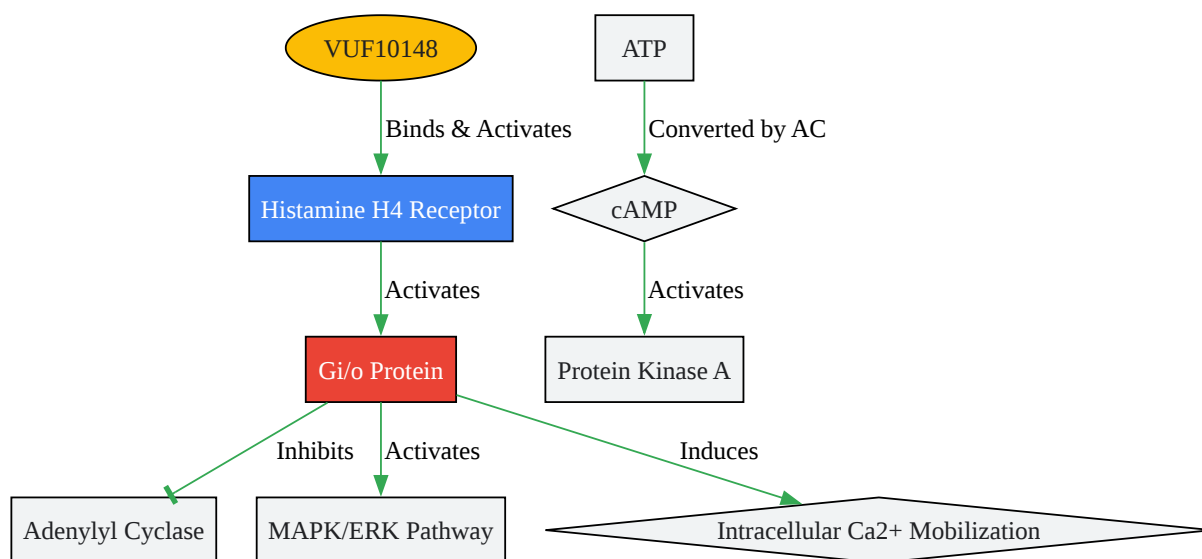 VUF10148
ATP
Binds & Activates
Converted by AC
Histamine H4 Receptor
cAMP
Activates
Activates
Gi/o Protein
Protein Kinase A
Inhibits
Activates
Induces
Adenylyl Cyclase
MAPK/ERK Pathway
Intracellular Ca2+ Mobilization